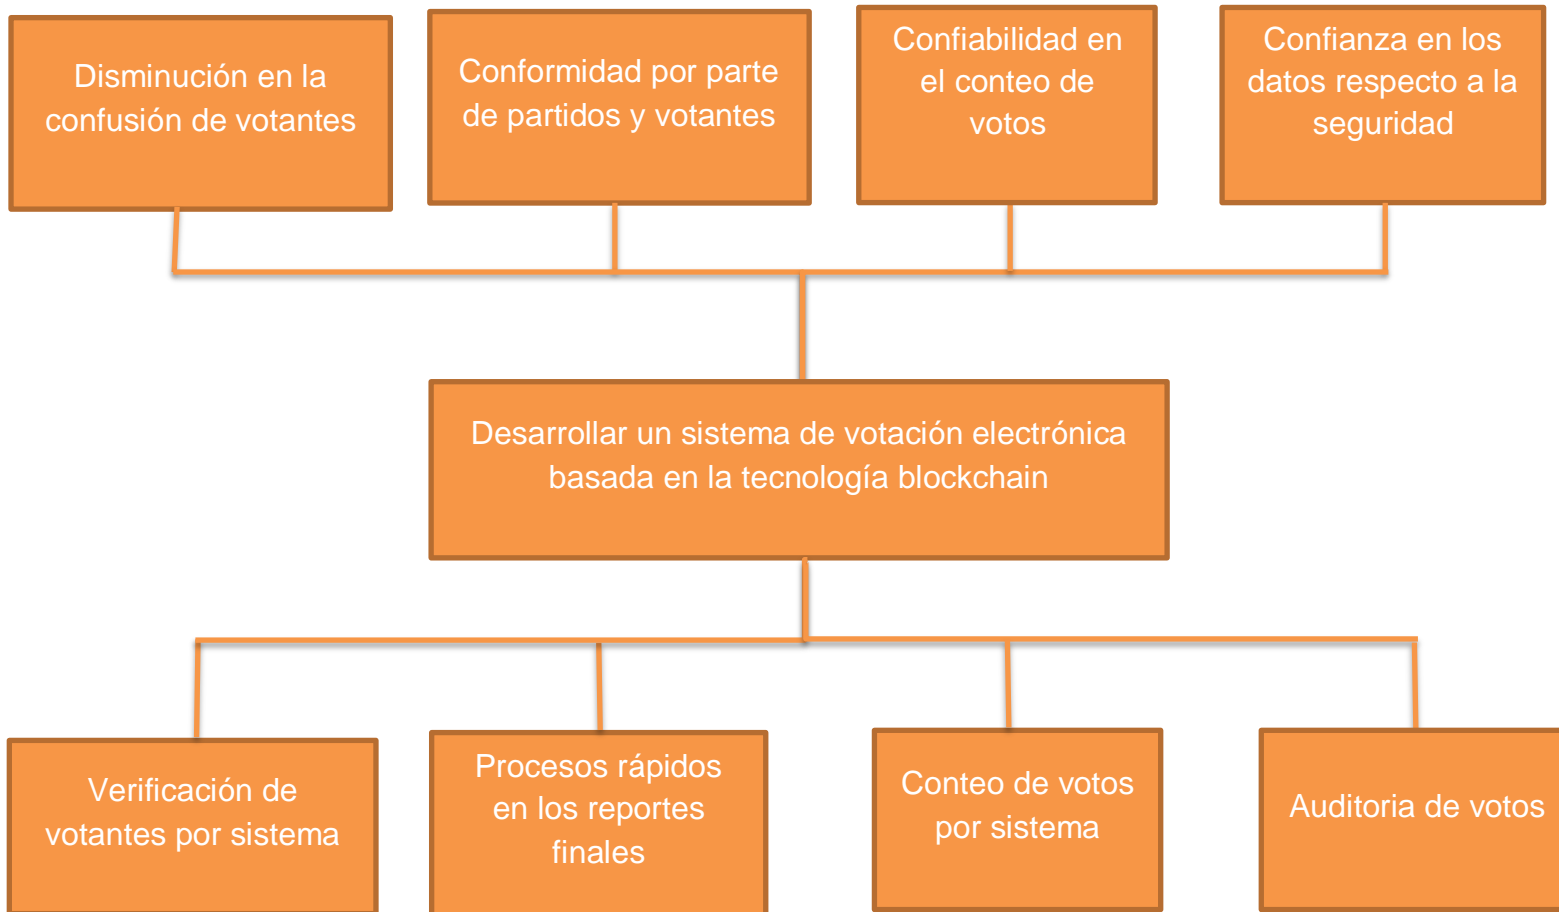 Disminución en la
confusión de votantes
Conformidad por parte
de partidos y votantes
Confiabilidad en
el conteo de
votos
Confianza en los
datos respecto a la
seguridad
Desarrollar un sistema de votación electrónica
basada en la tecnología blockchain
Verificación de
votantes por sistema
Procesos rápidos
en los reportes
finales
Conteo de votos
por sistema
Auditoria de votos